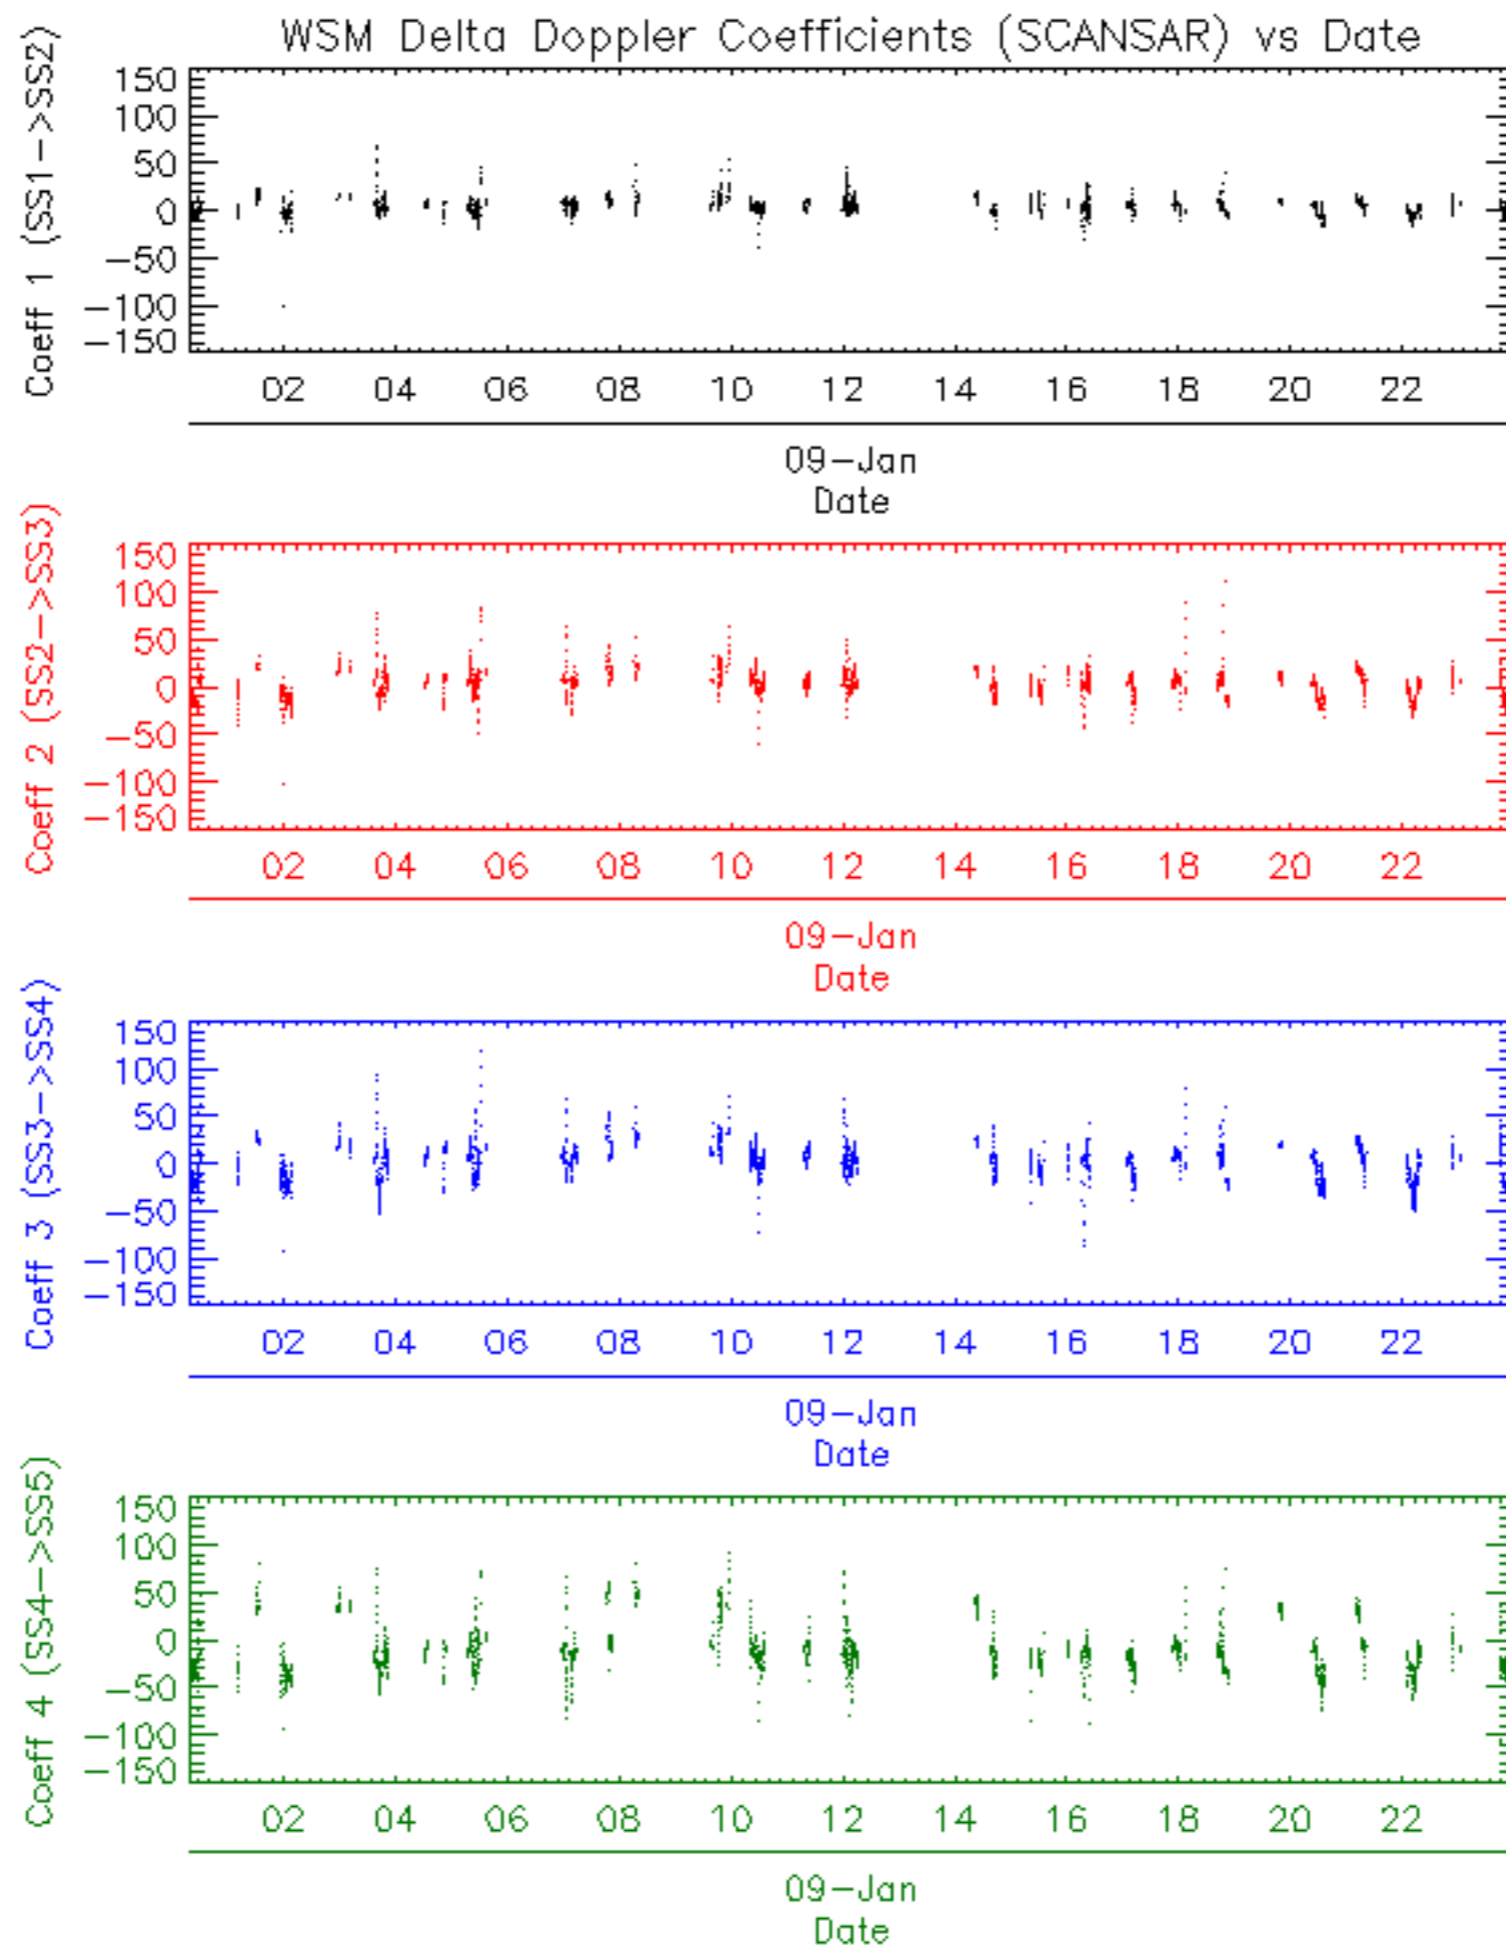 WSM Delta Doppler Coefficients (SCANSAR) vs Date
Coeff 1 (SS1->SS2)
150
100
50
0
-50
-100
-150
02 04 06 08 10 12 14 16 18 20 22
09-Jan
Date
Coeff 2 (SS2->SS3)
150
100
50
0
-50
-100
-150
02 04 06 08 10 12 14 16 18 20 22
09-Jan
Date
Coeff 3 (SS3->SS4)
150
100
50
0
-50
-100
-150
02 04 06 08 10 12 14 16 18 20 22
09-Jan
Date
Coeff 4 (SS4->SS5)
150
100
50
0
-50
-100
-150
02 04 06 08 10 12 14 16 18 20 22
09-Jan
Date